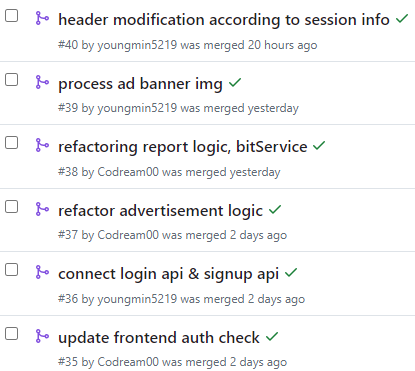 header modification according to session info
#40 by youngmin5219 was merged 20 hours ago
process ad banner img
#39 by youngmin5219 was merged yesterday
refactoring report logic, bitService
#38 by Codream00 was merged yesterday
refactor advertisement logic
#37 by Codream00 was merged 2 days ago
connect login api & signup api
#36 by youngmin5219 was merged 2 days ago
update frontend auth check
#35 by Codream00 was merged 2 days ago